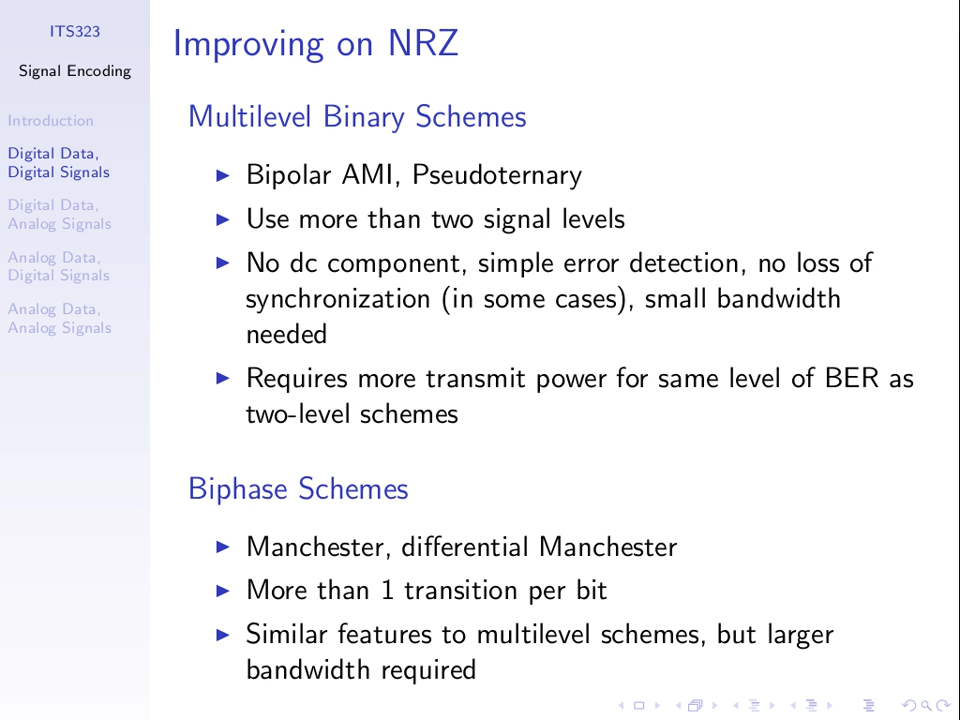 ITS323
Signal Encoding
Introduction
Digital Data,
Digital Signals
Digital Data,
Analog Signals
Analog Data,
Digital Signals
Analog Data,
Analog Signals
Improving on NRZ
Multilevel Binary Schemes
Bipolar AMI, Pseudoternary
Use more than two signal levels
No dc component, simple error detection, no loss of
synchronization (in some cases), small bandwidth
needed
Requires more transmit power for same level of BER as
two-level schemes
Biphase Schemes
Manchester, differential Manchester
More than 1 transition per bit
Similar features to multilevel schemes, but larger
bandwidth required